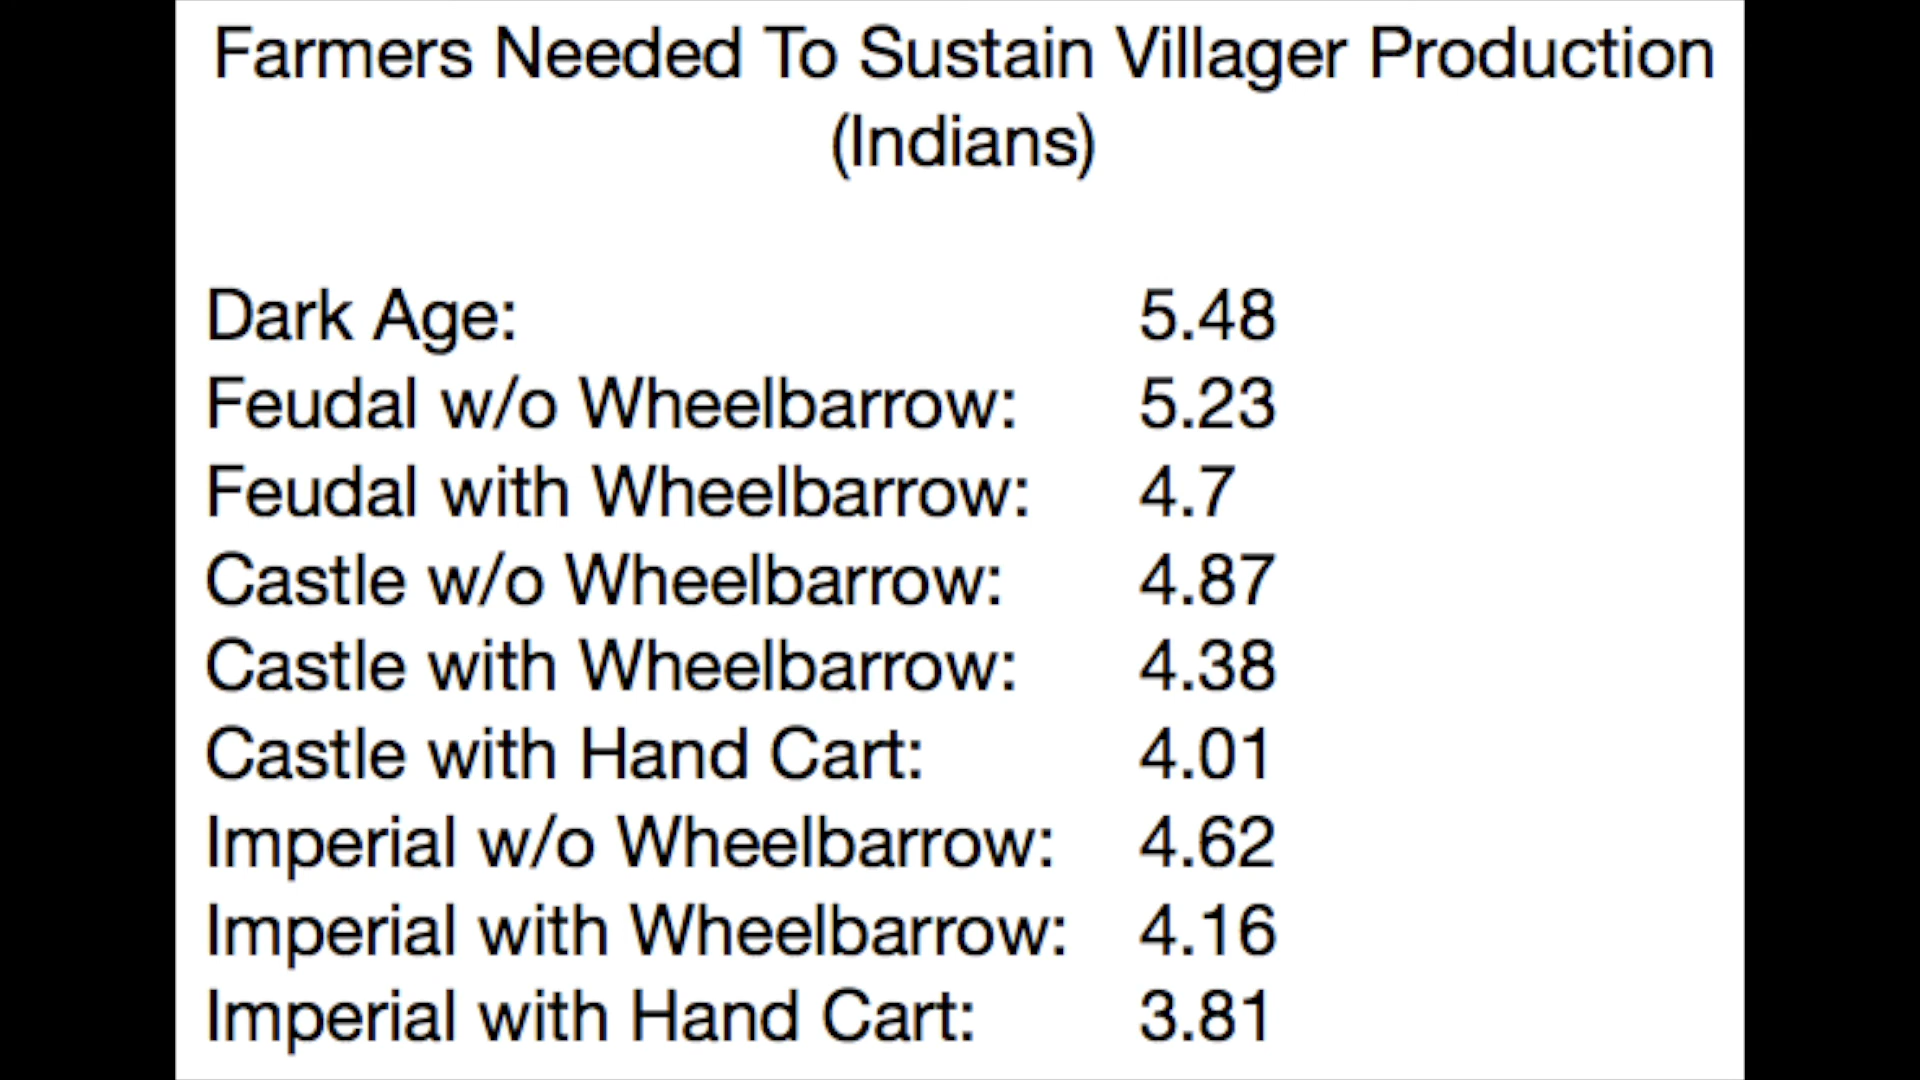 Farmers Needed To Sustain Villager Production
(Indians)
Dark Age: 5.48
Feudal w/o Wheelbarrow: 5.23
Feudal with Wheelbarrow: 4.7
Castle w/o Wheelbarrow: 4.87
Castle with Wheelbarrow: 4.38
Castle with Hand Cart: 4.01
Imperial w/o Wheelbarrow: 4.62
Imperial with Wheelbarrow: 4.16
Imperial with Hand Cart: 3.81